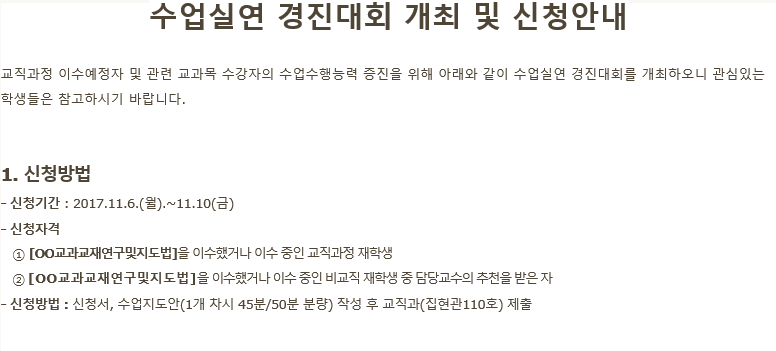 수업실연 경진대회 개최 및 신청안내
교직과정 이수예정자 및 관련 교과목 수강자의 수업수행능력 증진을 위해 아래와 같이 수업실연 경진대회를 개최하오니 관심있는
학생들은 참고하시기 바랍니다.
1. 신청방법
- 신청기간 : 2017.11.6.(월).~11.10(금)
- 신청자격
① [OO교과교재연구및지도법]을 이수했거나 이수 중인 교직과정 재학생
② [OO교과교재연구및지도법]을 이수했거나 이수 중인 비교직 재학생 중 담당교수의 추천을 받은 자
- 신청방법 : 신청서, 수업지도안(1개 차시 45분/50분 분량) 작성 후 교직과(집현관110호) 제출